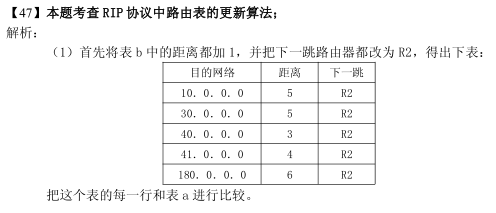 【47】本题考查 RIP 协议中路由表的更新算法；
解析：
（1）首先将表 b 中的距离都加 1，并把下一跳路由器都改为 R2，得出下表：
目的网络 距离 下一跳
10. 0. 0. 0 5 R2
30. 0. 0. 0 5 R2
40. 0. 0. 0 3 R2
41. 0. 0. 0 4 R2
180. 0. 0. 0 6 R2
把这个表的每一行和表 a 进行比较。